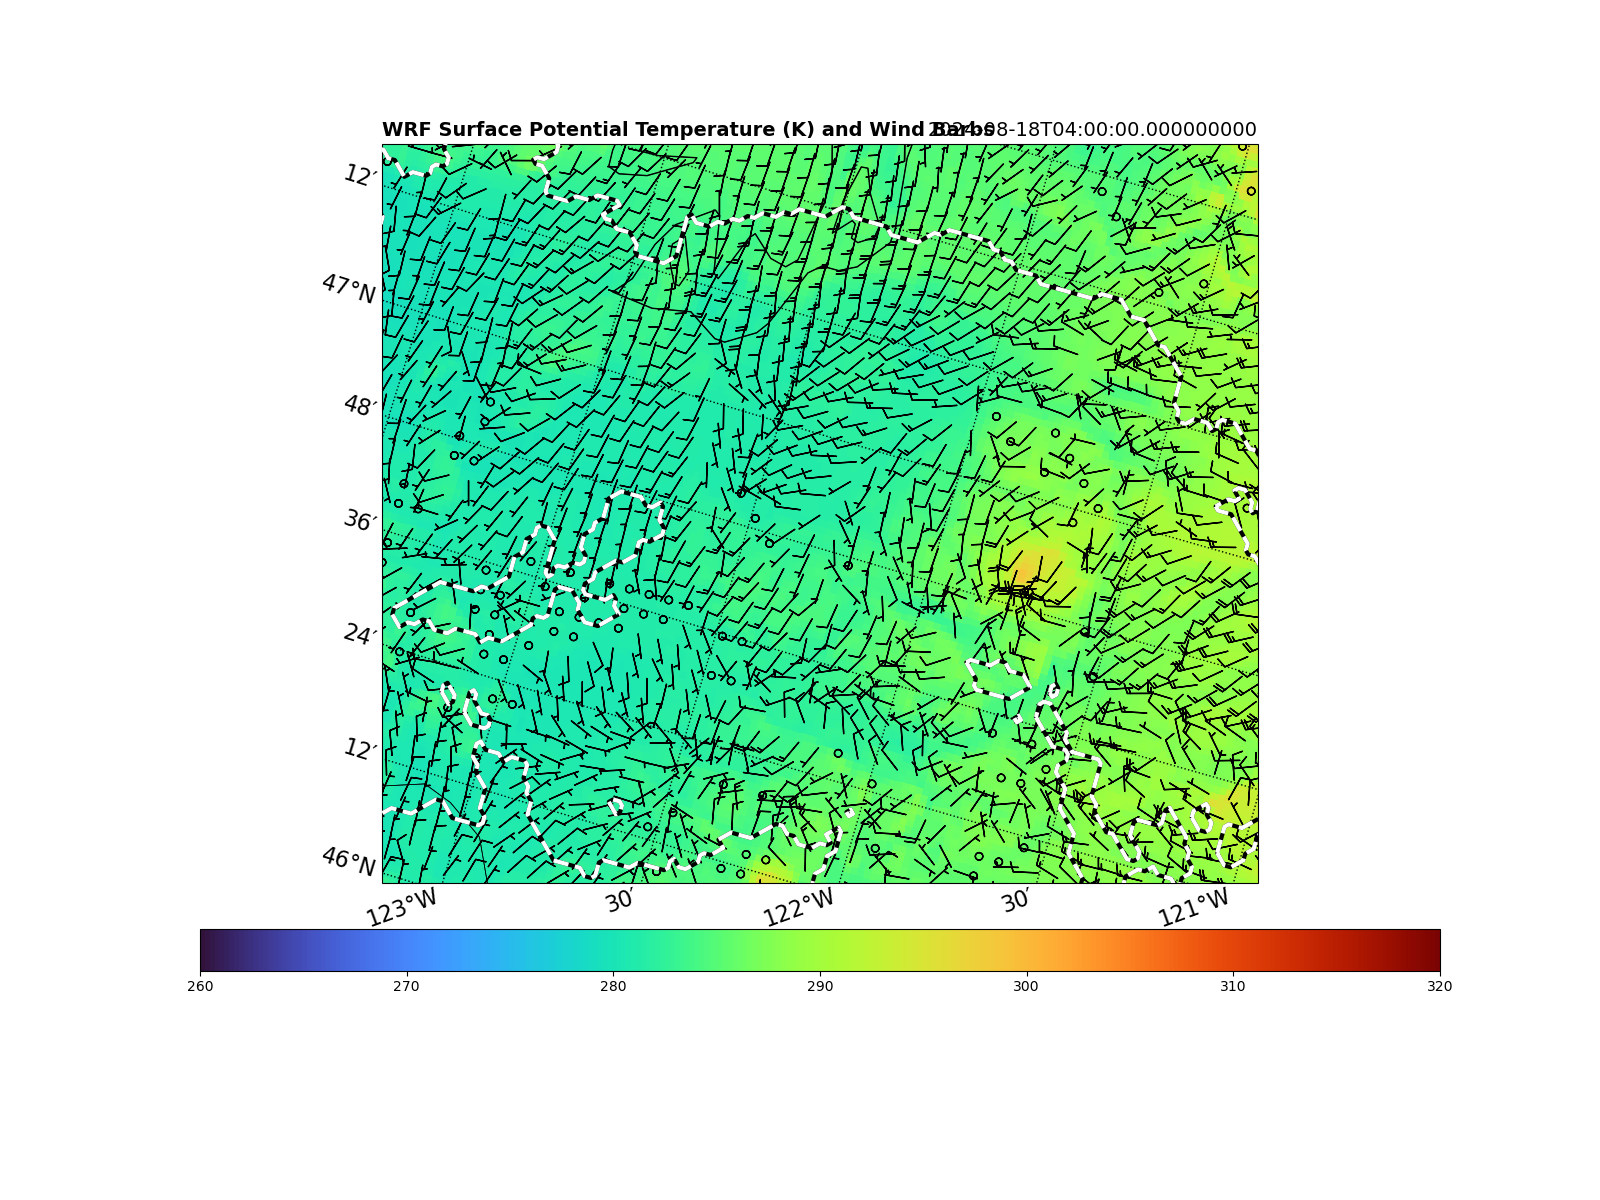 WRF Surface Potential Temperature (K) and Wind Barbs
2024-08-18T04:00:00.000000000
12′
47°N
48′
36′
24′
12′
46°N
123°W 30′ 122°W 30′ 121°W
260 270 280 290 300 310 320